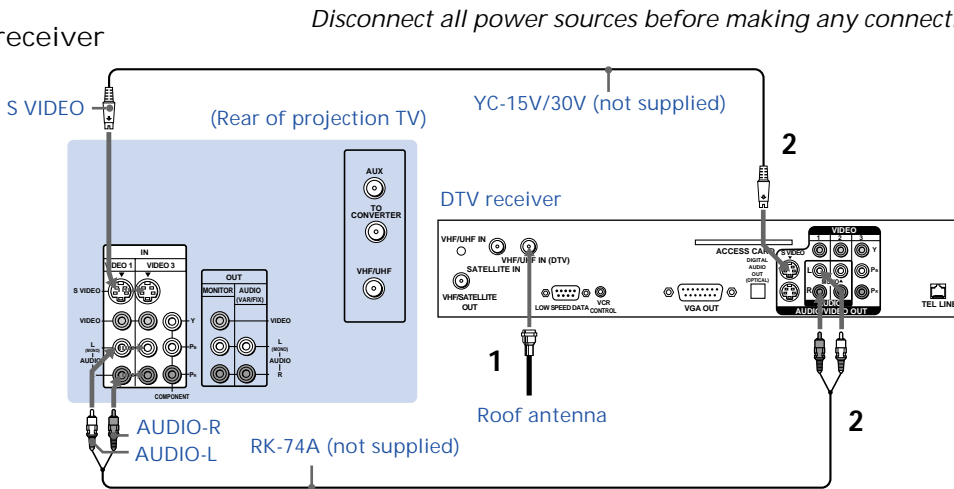 Disconnect all power sources before making any connect
receiver
S VIDEO
(Rear of projection TV)
YC-15V/30V (not supplied)
2
DTV receiver
AUX
TO
CONVERTER
VHF/UHF
IN
VIDEO 1 VIDEO 3
S VIDEO
VIDEO
L
(MONO)
AUDIO
Y
COMPONENT
OUT
MONITOR AUDIO
(VAR/FIX)
VIDEO
L
(MONO)
AUDIO
R
VHF/UHF IN
VHF/UHF IN (DTV)
SATELLITE IN
VHF/SATELLITE
OUT
LOW SPEED DATA
VCR
CONTROL
VGA OUT
ACCESS CARD
DIGITAL
AUDIO
OUT
(OPTICAL)
S VIDEO
VIDEO
1 2 3
Y
L
R
AUDIO
AUDIO/VIDEO OUT
TEL LINE
1
Roof antenna
2
AUDIO-R
AUDIO-L
RK-74A (not supplied)